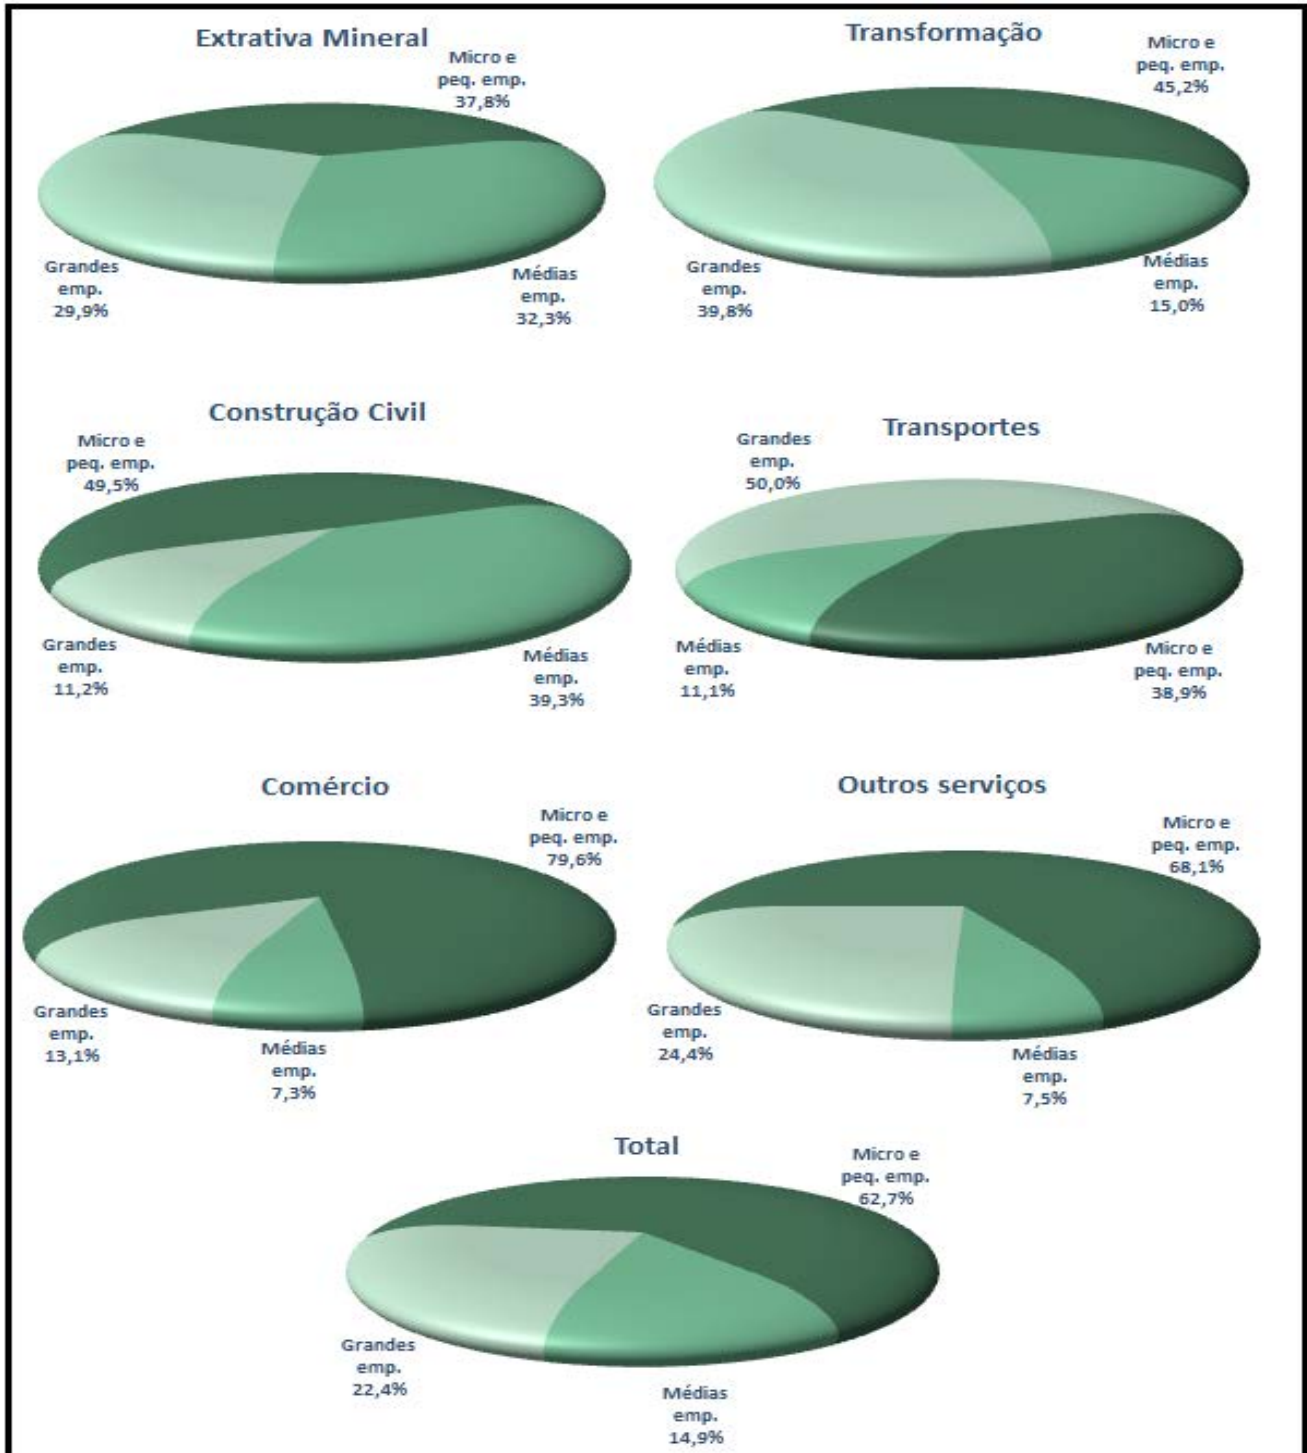 Extrativa Mineral
Micro e
peq. emp.
37,8%
Grandes
emp.
29,9%
Médias
emp.
32,3%
Transformação
Micro e
peq. emp.
45,2%
Grandes
emp.
39,8%
Médias
emp.
15,0%
Construção Civil
Micro e
peq. emp.
49,5%
Grandes
emp.
11,2%
Médias
emp.
39,3%
Transportes
Grandes
emp.
50,0%
Médias
emp.
11,1%
Micro e
peq. emp.
38,9%
Comércio
Micro e
peq. emp.
79,6%
Grandes
emp.
13,1%
Médias
emp.
7,3%
Outros serviços
Micro e
peq. emp.
68,1%
Grandes
emp.
24,4%
Médias
emp.
7,5%
Total
Micro e
peq. emp.
62,7%
Grandes
emp.
22,4%
Médias
emp.
14,9%